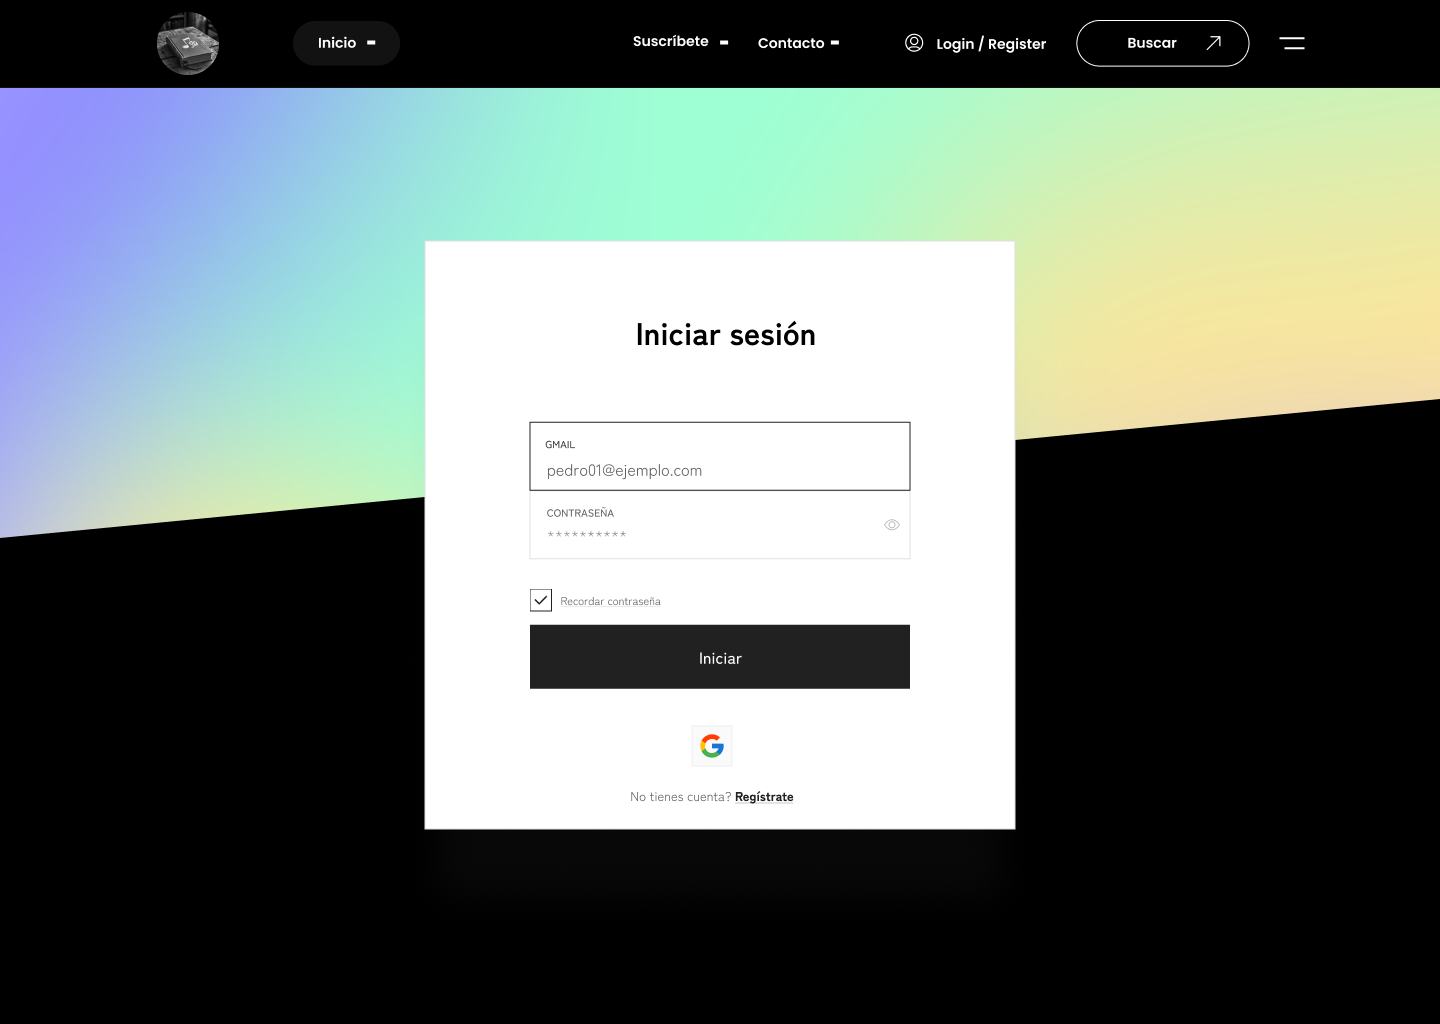 Inicio
Suscríbete
Contacto
Login / Register
Buscar
Iniciar sesión
GMAIL
pedro01@ejemplo.com
CONTRASEÑA
**********
Recordar contraseña
Iniciar
No tienes cuenta? Regístrate